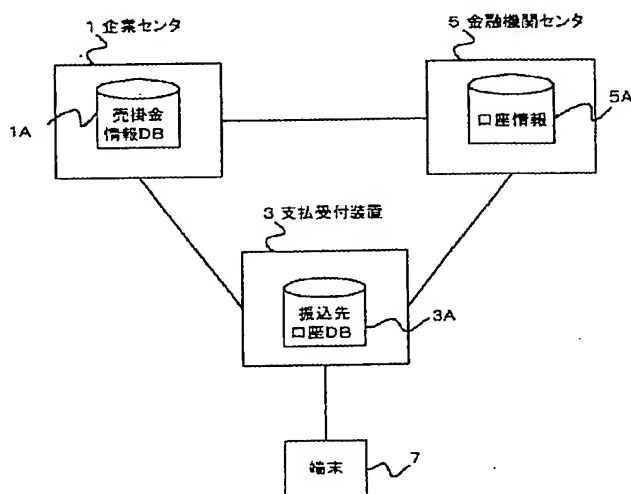 1 企業センタ
5 金融機関センタ
売掛金
情報DB
1A
口座情報
5A
3 支払受付装置
振込先
口座DB
3A
端末
7